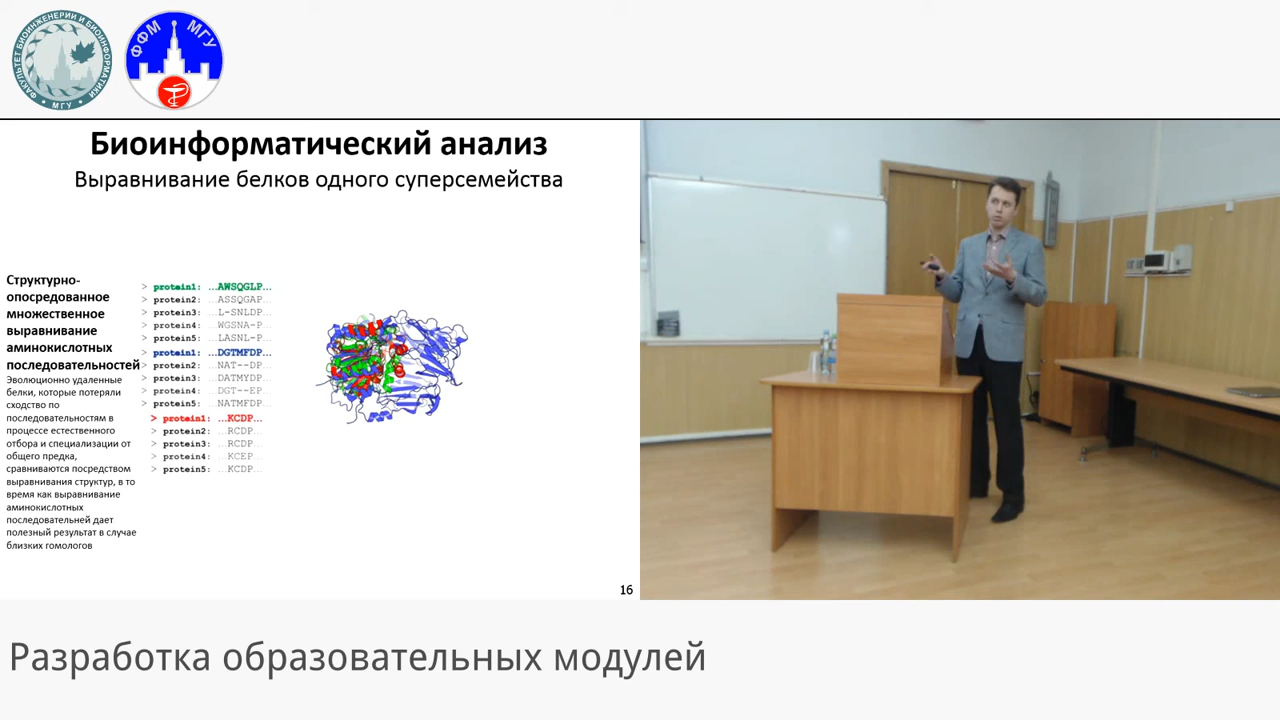 ФАКУЛЬТЕТ БИОИНЖЕНЕРИИ И БИОИНФОРМАТИКИ
• МГУ •
ФФМ МГУ
Биоинформатический анализ
Выравнивание белков одного суперсемейства
Структурно-
опосредованное
множественное
выравнивание
аминокислотных
последовательностей
Эволюционно удаленные
белки, которые потеряли
сходство по
последовательностям в
процессе естественного
отбора и специализации от
общего предка,
сравниваются посредством
выравнивания структур, в то
время как выравнивание
аминокислотных
последовательней дает
полезный результат в случае
близких гомологов
> protein1: ...AWSQGLP...
> protein2: ...ASSQGAP...
> protein3: ...L-SNLDP...
> protein4: ...WGSNA-P...
> protein5: ...LASNL-P...
> protein1: ...DGTMFDP...
> protein2: ...NAT--DP...
> protein3: ...DATMYDP...
> protein4: ...DGT--EP...
> protein5: ...NATMFDP...
> protein1: ...KCDP...
> protein2: ...RCDP...
> protein3: ...RCDP...
> protein4: ...KCEP...
> protein5: ...KCDP...
16
Разработка образовательных модулей